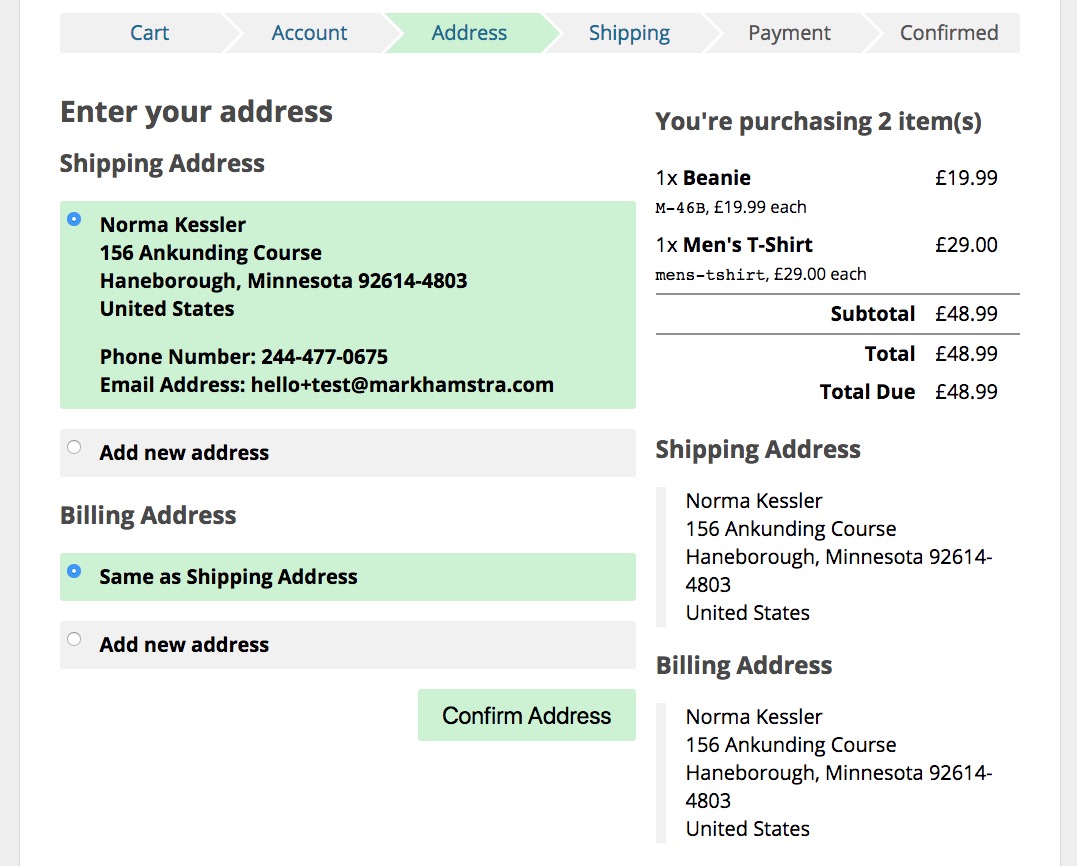 Cart Account Address Shipping Payment Confirmed
Enter your address
Shipping Address
Norma Kessler
156 Ankunding Course
Haneborough, Minnesota 92614-4803
United States
Phone Number: 244-477-0675
Email Address: hello+test@markhamstra.com
Add new address
Billing Address
Same as Shipping Address
Add new address
Confirm Address
You're purchasing 2 item(s)
1x Beanie £19.99
M-46B, £19.99 each
1x Men's T-Shirt £29.00
mens-tshirt, £29.00 each
Subtotal £48.99
Total £48.99
Total Due £48.99
Shipping Address
Norma Kessler
156 Ankunding Course
Haneborough, Minnesota 92614-
4803
United States
Billing Address
Norma Kessler
156 Ankunding Course
Haneborough, Minnesota 92614-
4803
United States